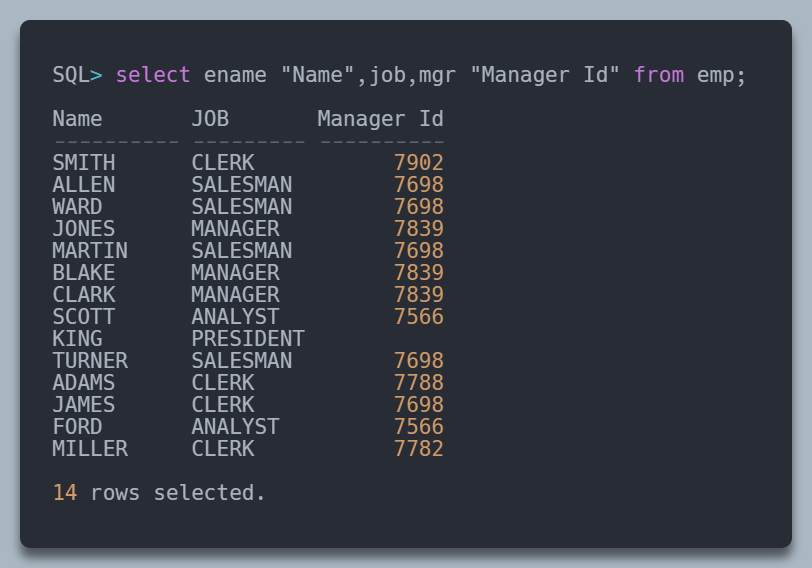 SQL> select ename "Name",job,mgr "Manager Id" from emp;
Name       JOB       Manager Id
---------- --------- ----------
SMITH      CLERK           7902
ALLEN      SALESMAN        7698
WARD       SALESMAN        7698
JONES      MANAGER         7839
MARTIN     SALESMAN        7698
BLAKE      MANAGER         7839
CLARK      MANAGER         7839
SCOTT      ANALYST         7566
KING       PRESIDENT
TURNER     SALESMAN        7698
ADAMS      CLERK           7788
JAMES      CLERK           7698
FORD       ANALYST         7566
MILLER     CLERK           7782
14 rows selected.